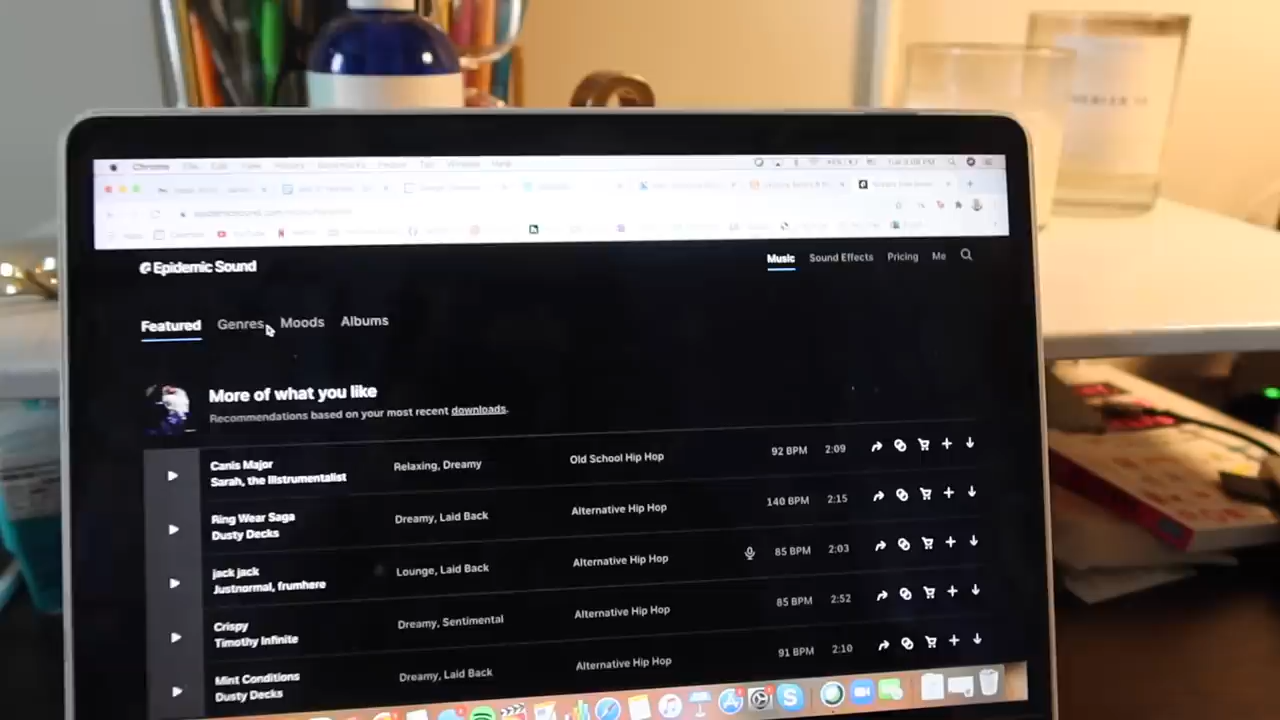 Chrome
Epidemic Sound
Music Sound Effects Pricing Me
Featured Genres Moods Albums
More of what you like
Recommendations based on your most recent downloads.
Canis Major
Sarah, the Illstrumentalist
Relaxing, Dreamy
Old School Hip Hop
92 BPM 2:09
Ring Wear Saga
Dusty Decks
Dreamy, Laid Back
Alternative Hip Hop
140 BPM 2:15
jack jack
Justnormal, frumhere
Lounge, Laid Back
Alternative Hip Hop
85 BPM 2:03
Crispy
Timothy Infinite
Dreamy, Sentimental
Alternative Hip Hop
85 BPM 2:52
Mint Conditions
Dusty Decks
Dreamy, Laid Back
Alternative Hip Hop
91 BPM 2:10